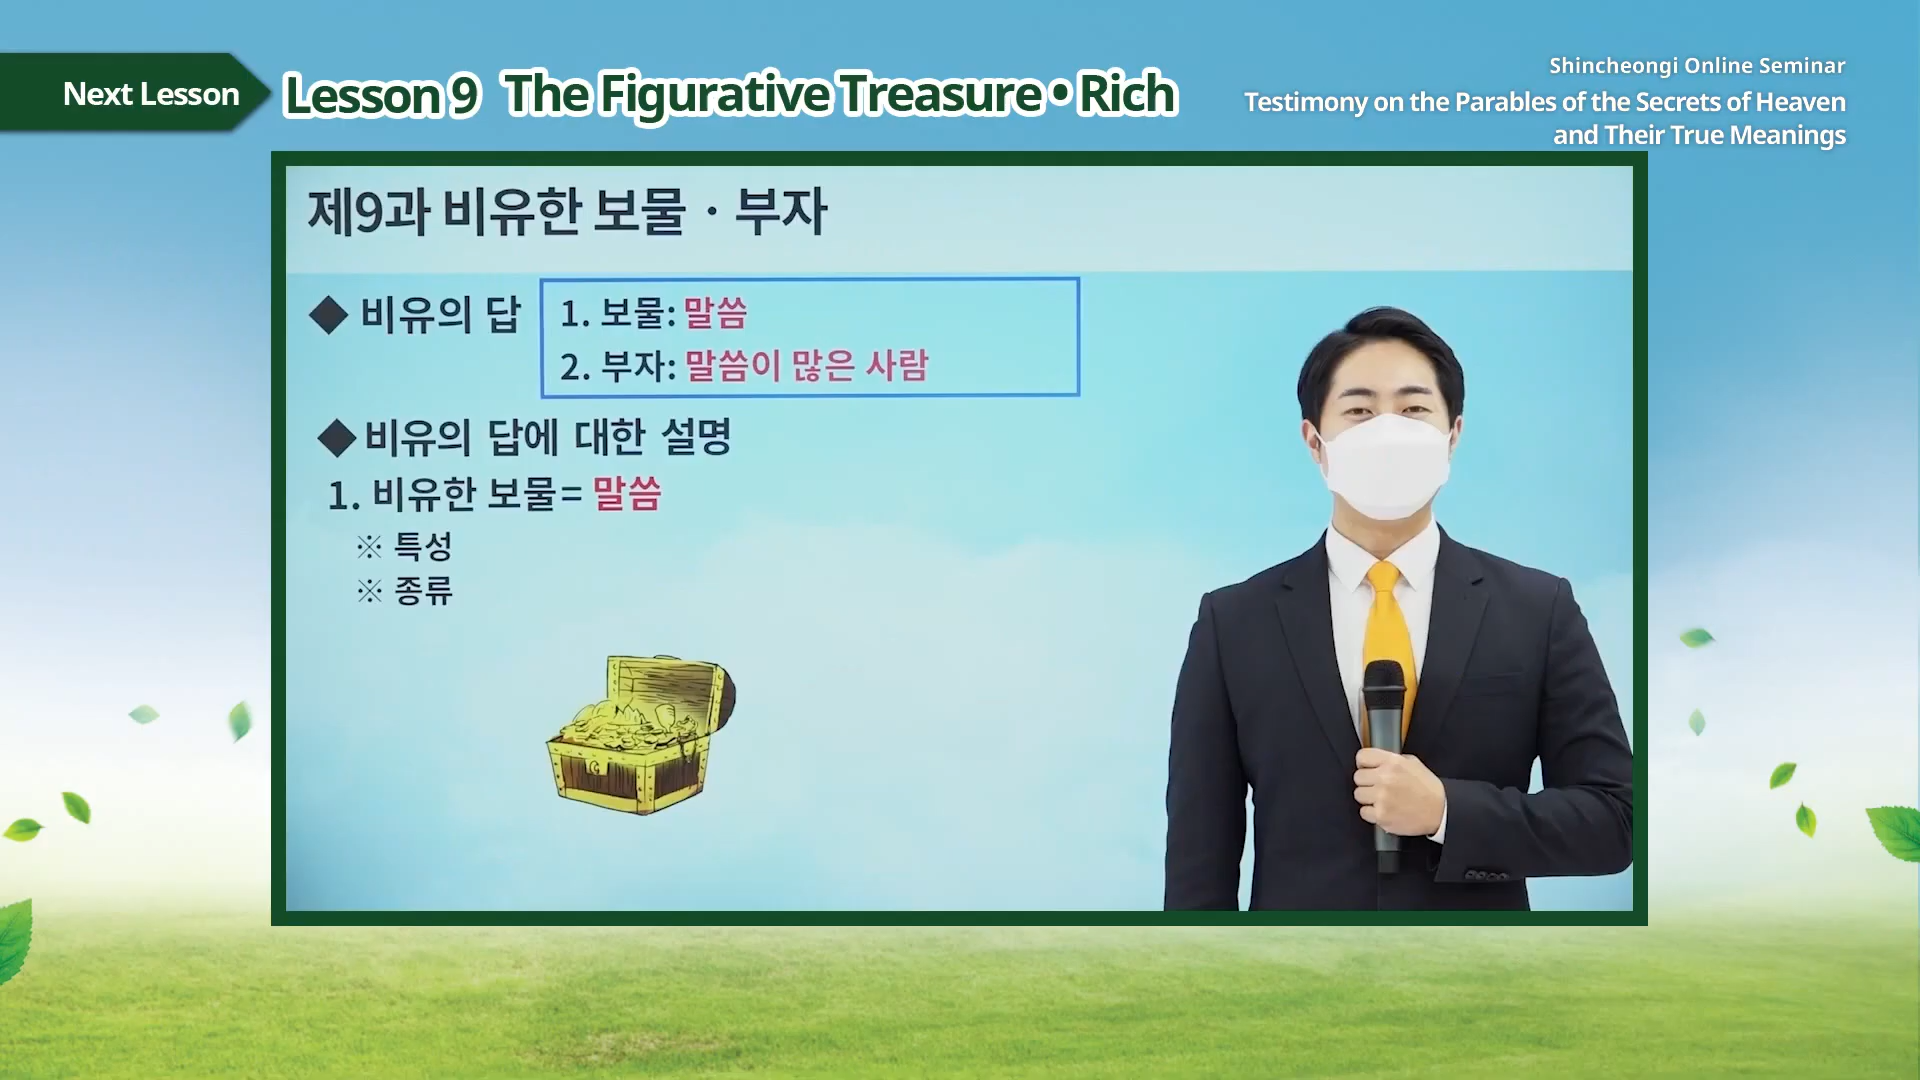 Next Lesson
Lesson 9 The Figurative Treasure • Rich
Shincheongi Online Seminar
Testimony on the Parables of the Secrets of Heaven
and Their True Meanings
제9과 비유한 보물 · 부자
◆ 비유의 답
1. 보물: 말씀
2. 부자: 말씀이 많은 사람
◆ 비유의 답에 대한 설명
1. 비유한 보물= 말씀
※ 특성
※ 종류